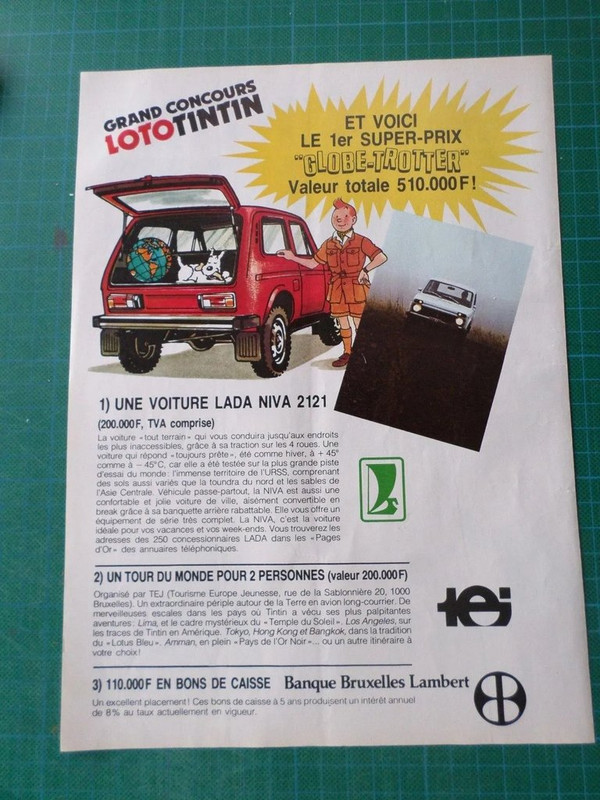 GRAND CONCOURS
LOTOTINTIN
ET VOICI
LE 1er SUPER-PRIX
"GLOBE-TROTTER"
Valeur totale 510.000F!
1) UNE VOITURE LADA NIVA 2121
(200.000F, TVA comprise)
La voiture «tout terrain» qui vous conduira jusqu'aux endroits
les plus inaccessibles, grâce à sa traction sur les 4 roues. Une
voiture qui répond «toujours prête», été comme hiver, à + 45°
comme à – 45°C, car elle a été testée sur la plus grande piste
d'essai du monde: l'immense territoire de l'URSS, comprenant
des sols aussi variés que la toundra du nord et les sables de
l'Asie Centrale. Véhicule passe-partout, la NIVA est aussi une
confortable et jolie voiture de ville, aisément convertible en
break grâce à sa banquette arrière rabattable. Elle vous offre un
équipement de série très complet. La NIVA, c'est la voiture
idéale pour vos vacances et vos week-ends. Vous trouverez les
adresses des 250 concessionnaires LADA dans les «Pages
d'Or» des annuaires téléphoniques.
2) UN TOUR DU MONDE POUR 2 PERSONNES (valeur 200.000F)
Organisé par TEJ (Tourisme Europe Jeunesse, rue de la Sablonnière 20, 1000
Bruxelles). Un extraordinaire périple autour de la Terre en avion long-courrier. De
merveilleuses escales dans les pays où Tintin a vécu ses plus palpitantes
aventures: Lima, et le cadre mystérieux du «Temple du Soleil». Los Angeles, sur
les traces de Tintin en Amérique. Tokyo, Hong Kong et Bangkok, dans la tradition
du «Lotus Bleu». Amman, en plein «Pays de l'Or Noir»... ou un autre itinéraire à
votre choix!
tej
3) 110.000F EN BONS DE CAISSE Banque Bruxelles Lambert
Un excellent placement! Ces bons de caisse à 5 ans produisent un intérêt annuel
de 8% au taux actuellement en vigueur.